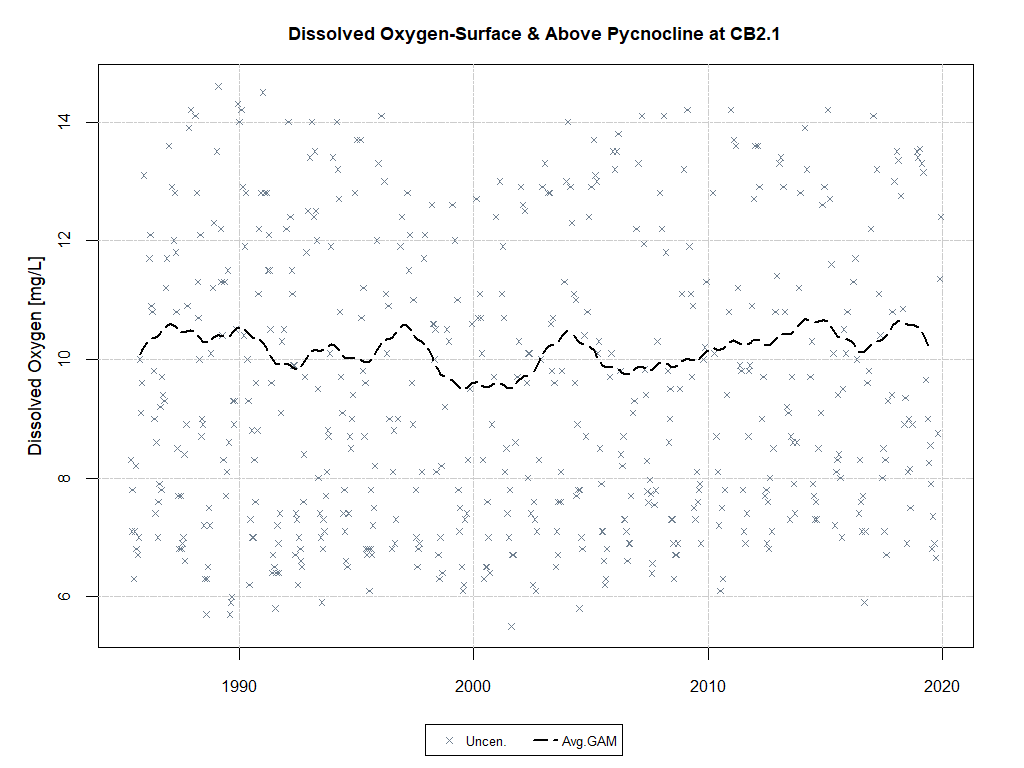 Dissolved Oxygen-Surface & Above Pycnocline at CB2.1
Dissolved Oxygen [mg/L]
14
12
10
8
6
1990
2000
2010
2020
Uncen.
Avg.GAM